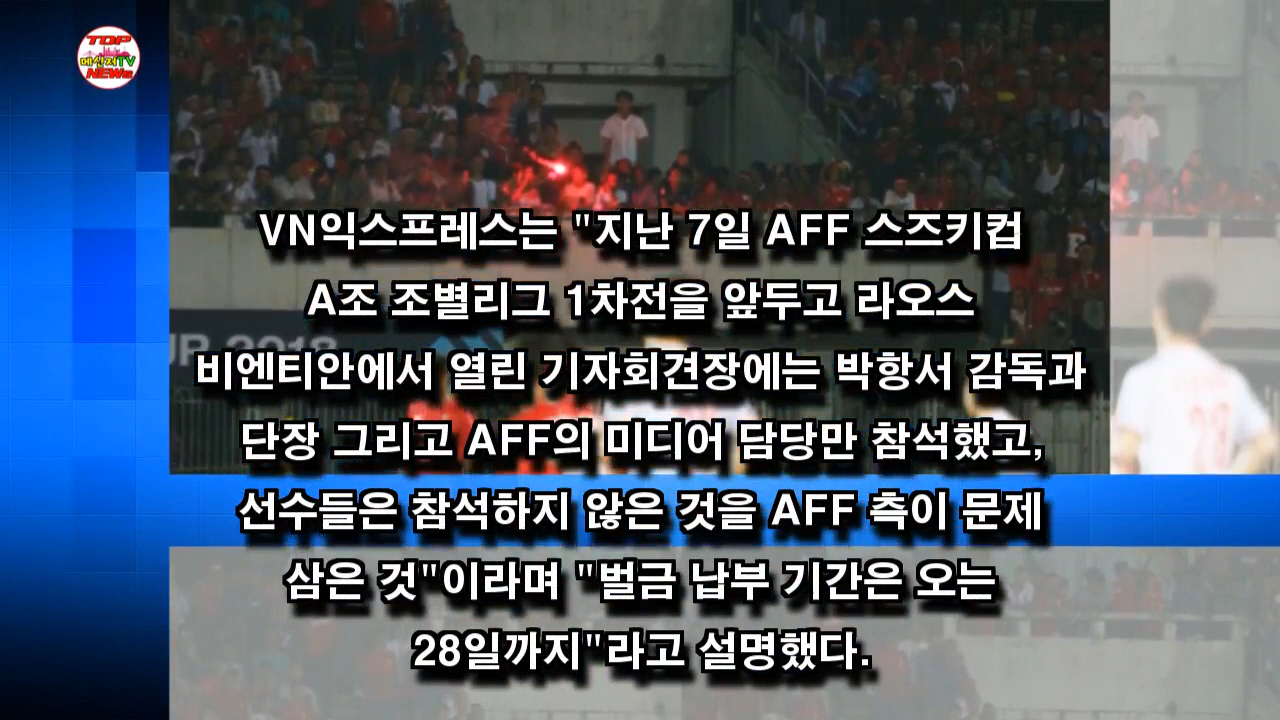 TOP
메신저TV
NEWs
VN익스프레스는 "지난 7일 AFF 스즈키컵
A조 조별리그 1차전을 앞두고 라오스
비엔티안에서 열린 기자회견장에는 박항서 감독과
단장 그리고 AFF의 미디어 담당만 참석했고,
선수들은 참석하지 않은 것을 AFF 측이 문제
삼은 것"이라며 "벌금 납부 기간은 오는
28일까지"라고 설명했다.
UP 2018